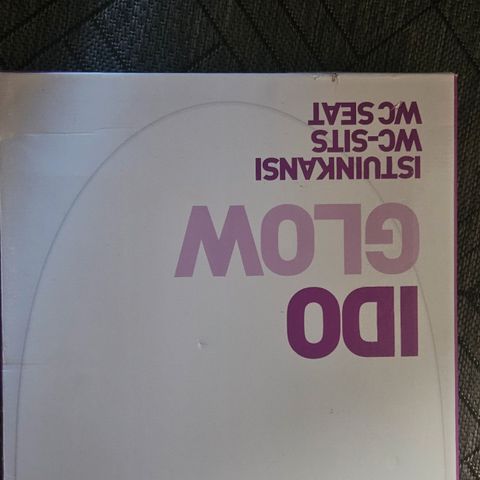 IDO
GLOW
ISTUINKANSI
WC-SITS
WC SEAT